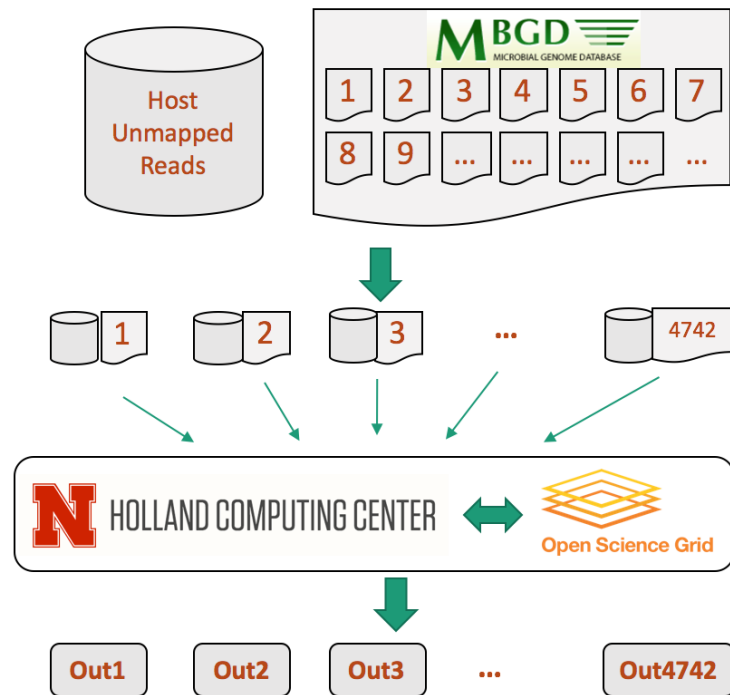 Host
Unmapped
Reads
MBGD
MICROBIAL GENOME DATABASE
1 2 3 4 5 6 7
8 9 ... ... ... ... ...
1 2 3 ... 4742
N HOLLAND COMPUTING CENTER
Open Science Grid
Out1 Out2 Out3 ... Out4742